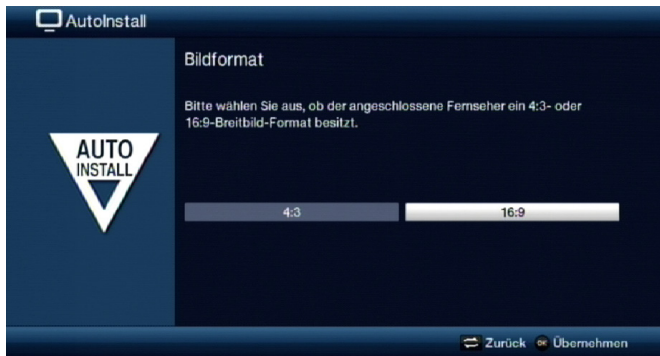 AutoInstall
Bildformat
Bitte wählen Sie aus, ob der angeschlossene Fernseher ein 4:3- oder
16:9-Breitbild-Format besitzt.
AUTO
INSTALL
4:3 16:9
Zurück OK Übernehmen